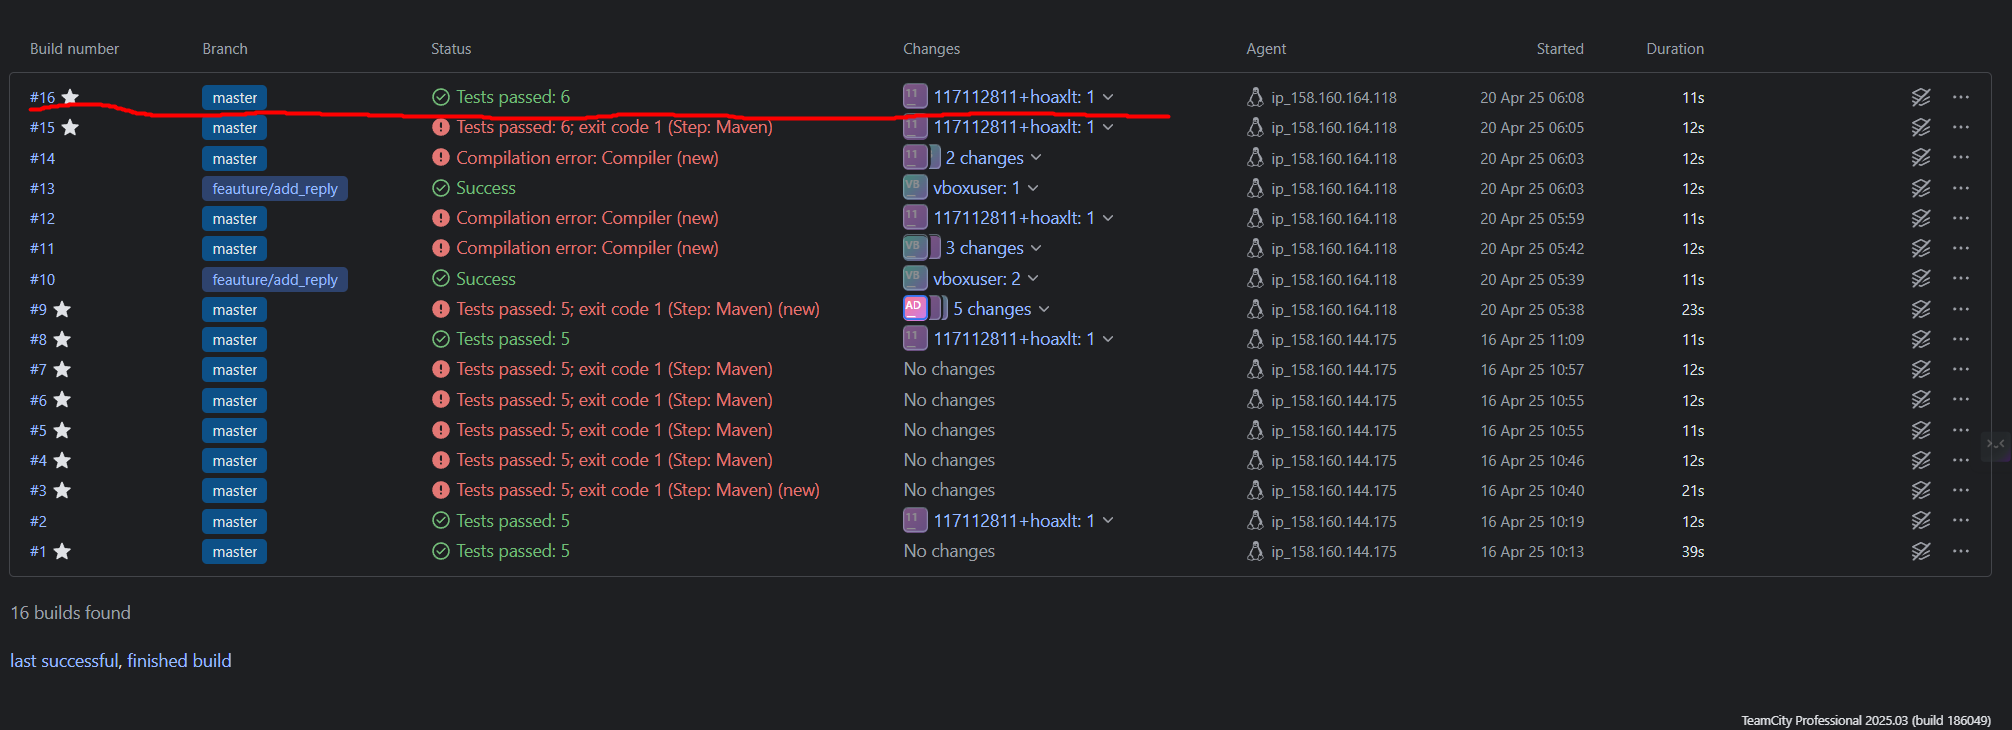 Build number Branch Status Changes Agent Started Duration
#16 master Tests passed: 6 11 117112811+hoaxlt: 1 ip_158.160.164.118 20 Apr 25 06:08 11s
#15 master Tests passed: 6; exit code 1 (Step: Maven) 11 117112811+hoaxlt: 1 ip_158.160.164.118 20 Apr 25 06:05 12s
#14 master Compilation error: Compiler (new) 11 2 changes ip_158.160.164.118 20 Apr 25 06:03 12s
#13 feauture/add_reply Success VB vboxuser: 1 ip_158.160.164.118 20 Apr 25 06:03 12s
#12 master Compilation error: Compiler (new) 11 117112811+hoaxlt: 1 ip_158.160.164.118 20 Apr 25 05:59 11s
#11 master Compilation error: Compiler (new) VB 3 changes ip_158.160.164.118 20 Apr 25 05:42 12s
#10 feauture/add_reply Success VB vboxuser: 2 ip_158.160.164.118 20 Apr 25 05:39 11s
#9 master Tests passed: 5; exit code 1 (Step: Maven) (new) AD 5 changes ip_158.160.164.118 20 Apr 25 05:38 23s
#8 master Tests passed: 5 11 117112811+hoaxlt: 1 ip_158.160.144.175 16 Apr 25 11:09 11s
#7 master Tests passed: 5; exit code 1 (Step: Maven) No changes ip_158.160.144.175 16 Apr 25 10:57 12s
#6 master Tests passed: 5; exit code 1 (Step: Maven) No changes ip_158.160.144.175 16 Apr 25 10:55 12s
#5 master Tests passed: 5; exit code 1 (Step: Maven) No changes ip_158.160.144.175 16 Apr 25 10:55 11s
#4 master Tests passed: 5; exit code 1 (Step: Maven) No changes ip_158.160.144.175 16 Apr 25 10:46 12s
#3 master Tests passed: 5; exit code 1 (Step: Maven) (new) No changes ip_158.160.144.175 16 Apr 25 10:40 21s
#2 master Tests passed: 5 11 117112811+hoaxlt: 1 ip_158.160.144.175 16 Apr 25 10:19 12s
#1 master Tests passed: 5 No changes ip_158.160.144.175 16 Apr 25 10:13 39s
16 builds found
last successful, finished build
TeamCity Professional 2025.03 (build 186049)